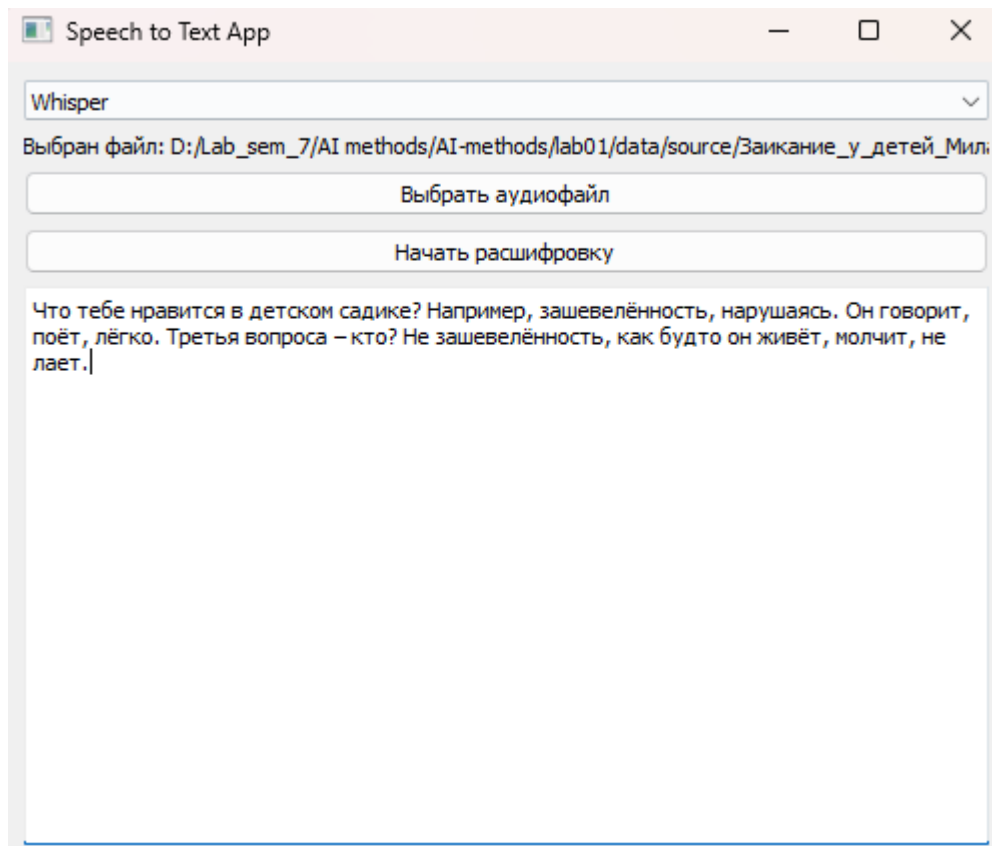 Speech to Text App
Whisper
Выбран файл: D:/Lab_sem_7/AI methods/AI-methods/lab01/data/source/Заикание_у_детей_Мила
Выбрать аудиофайл
Начать расшифровку
Что тебе нравится в детском садике? Например, зашевелённость, нарушаясь. Он говорит,
поёт, лёгко. Третья вопроса – кто? Не зашевелённость, как будто он живёт, молчит, не
лает.